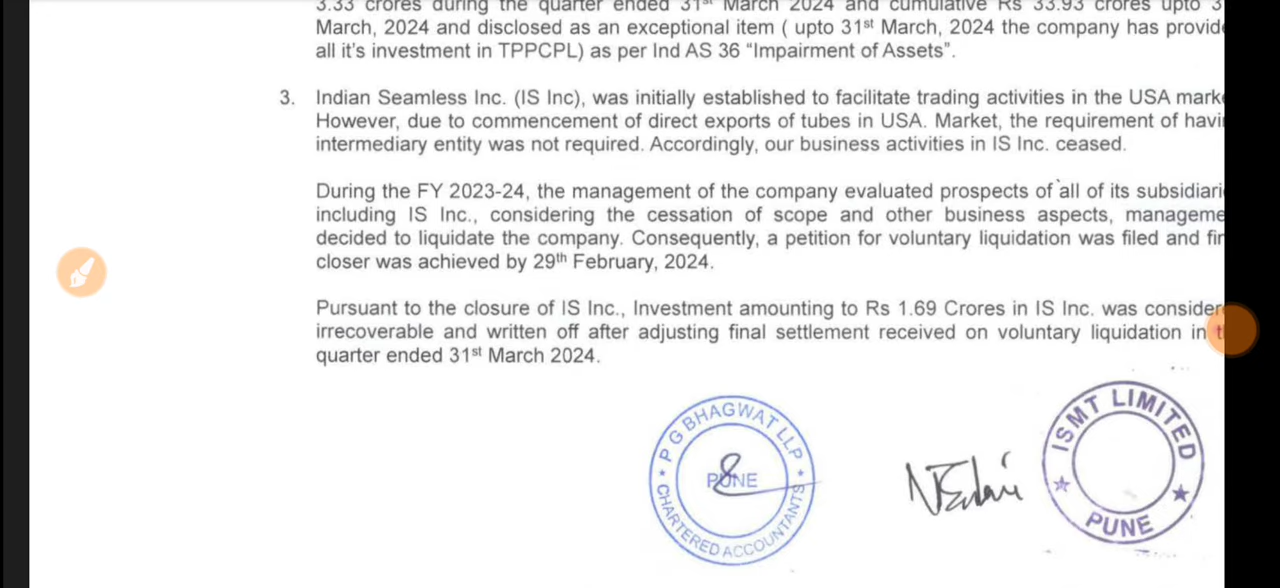 3.33 crores during the quarter ended 31st March 2024 and cumulative Rs 33.93 crores upto 3
March, 2024 and disclosed as an exceptional item ( upto 31st March, 2024 the company has provid
all it's investment in TPPCPL) as per Ind AS 36 “Impairment of Assets”.
3. Indian Seamless Inc. (IS Inc), was initially established to facilitate trading activities in the USA mark
However, due to commencement of direct exports of tubes in USA. Market, the requirement of havi
intermediary entity was not required. Accordingly, our business activities in IS Inc. ceased.
During the FY 2023-24, the management of the company evaluated prospects of all of its subsidiari
including IS Inc., considering the cessation of scope and other business aspects, manageme
decided to liquidate the company. Consequently, a petition for voluntary liquidation was filed and fir
closer was achieved by 29th February, 2024.
Pursuant to the closure of IS Inc., Investment amounting to Rs 1.69 Crores in IS Inc. was consider
irrecoverable and written off after adjusting final settlement received on voluntary liquidation in t
quarter ended 31st March 2024.
P G BHAGWAT LLP
PUNE
CHARTERED ACCOUNTANTS
ISMT LIMITED
PUNE